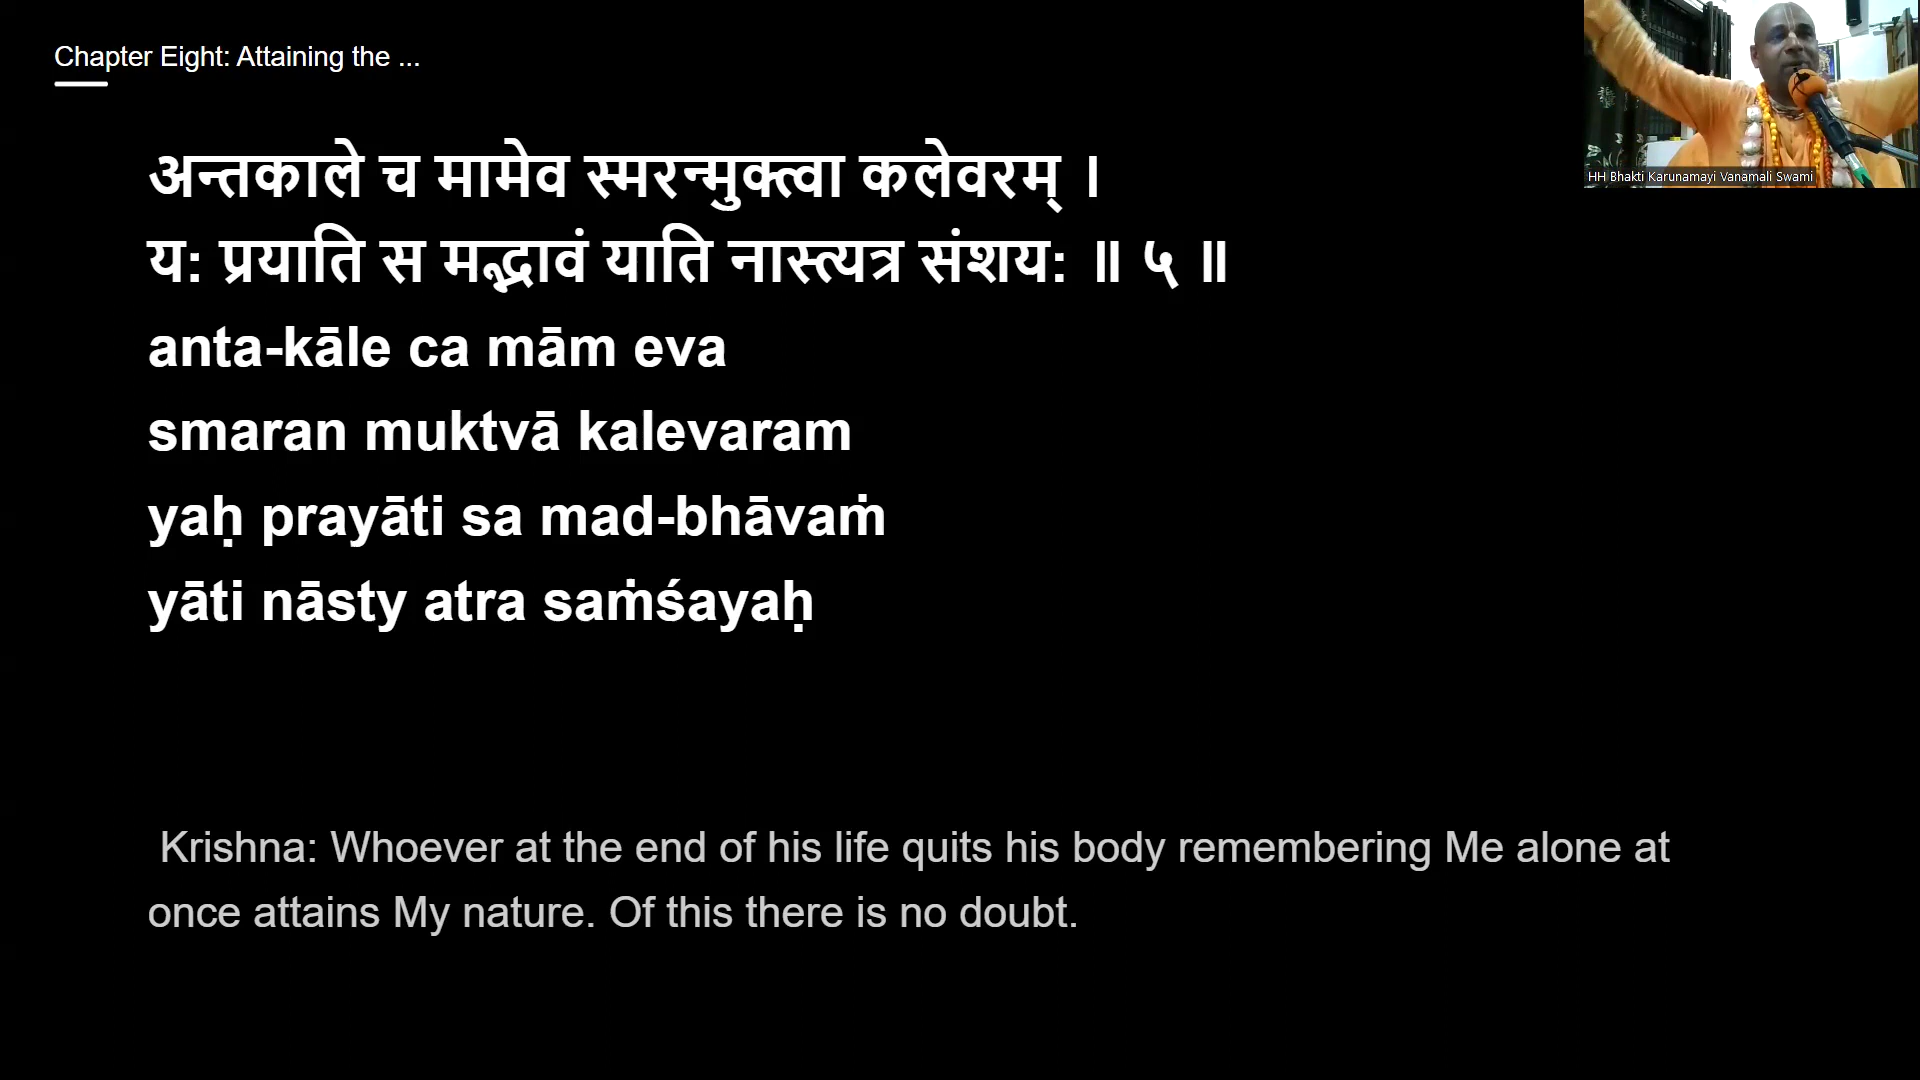 Chapter Eight: Attaining the ...
HH Bhakti Karunamayi Vanamali Swami
अन्तकाले च मामेव स्मरन्मुक्त्वा कलेवरम् ।
य: प्रयाति स मद्भ‍ावं याति नास्त्यत्र संशय: ॥ ५ ॥
anta-kāle ca mām eva
smaran muktvā kalevaram
yaḥ prayāti sa mad-bhāvaṁ
yāti nāsty atra saṁśayaḥ
Krishna: Whoever at the end of his life quits his body remembering Me alone at
once attains My nature. Of this there is no doubt.